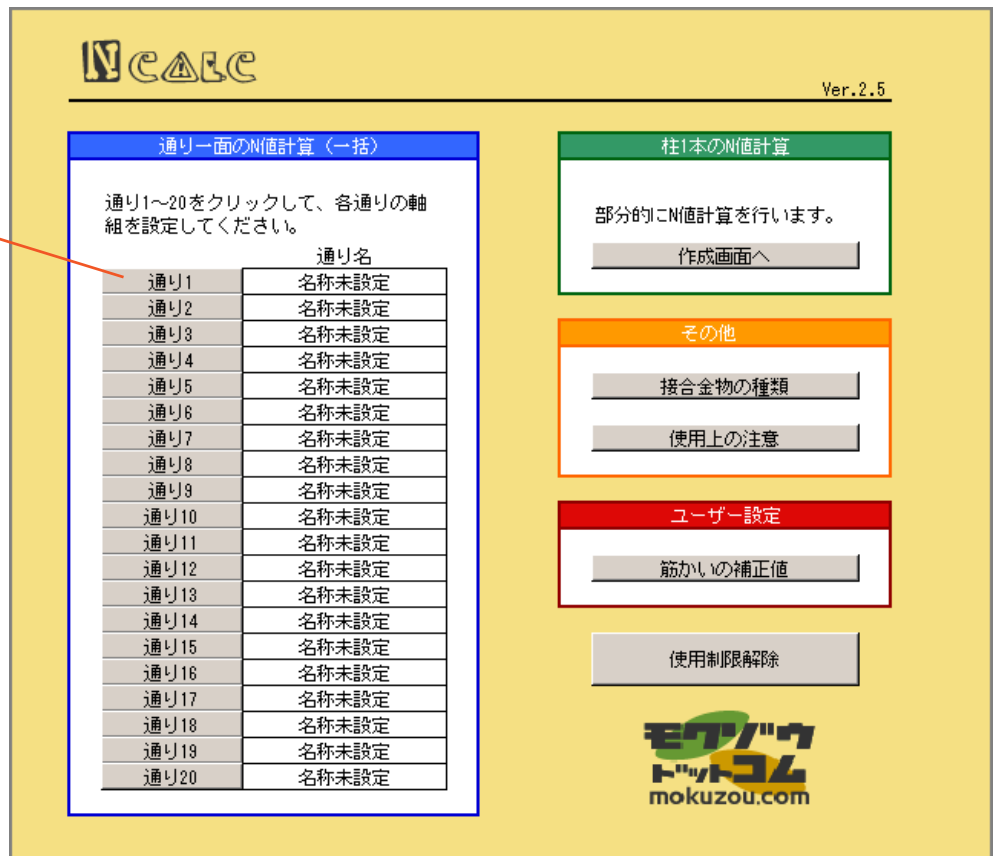 N CALC
Ver.2.5
通り一面のN値計算（一括）
通り1～20をクリックして、各通りの軸
組を設定してください。
通り名
通り1 名称未設定
通り2 名称未設定
通り3 名称未設定
通り4 名称未設定
通り5 名称未設定
通り6 名称未設定
通り7 名称未設定
通り8 名称未設定
通り9 名称未設定
通り10 名称未設定
通り11 名称未設定
通り12 名称未設定
通り13 名称未設定
通り14 名称未設定
通り15 名称未設定
通り16 名称未設定
通り17 名称未設定
通り18 名称未設定
通り19 名称未設定
通り20 名称未設定
柱1本のN値計算
部分的にN値計算を行います。
作成画面へ
その他
接合金物の種類
使用上の注意
ユーザー設定
筋かいの補正値
使用制限解除
モクゾウ
ドットコム
mokuzou.com